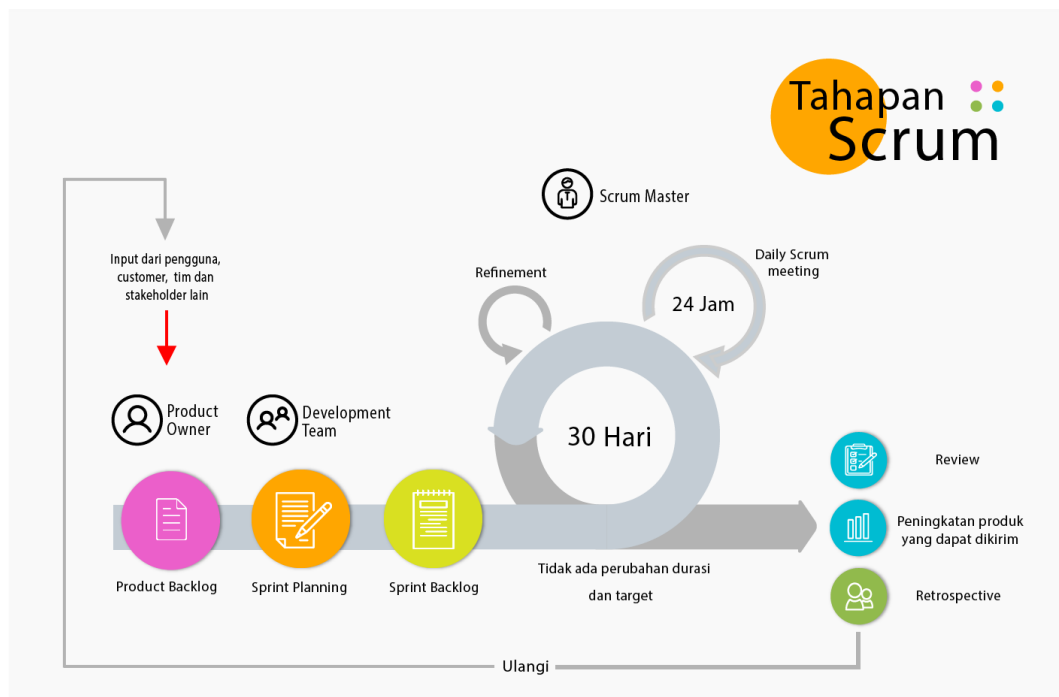 Tahapan
Scrum
Scrum Master
Input dari pengguna,
customer, tim dan
stakeholder lain
Refinement
Daily Scrum
meeting
24 Jam
Product
Owner
Development
Team
30 Hari
Review
Peningkatan produk
yang dapat dikirim
Retrospective
Product Backlog
Sprint Planning
Sprint Backlog
Tidak ada perubahan durasi
dan target
Ulangi